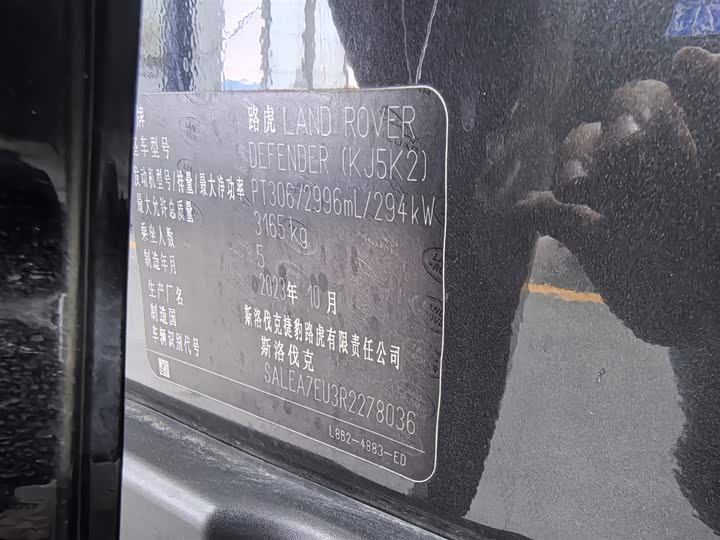 牌 路虎 LAND ROVER
整车型号 DEFENDER (KJ5K2)
发动机型号/排量/最大净功率 PT306/2996mL/294kW
最大允许总质量 3165kg
乘坐人数 5
制造年月 2023年 10月
生产厂名 斯洛伐克捷豹路虎有限责任公司
制造国 斯洛伐克
车辆识别代号 SALEA7EU3R2278036
L8B2-4883-ED